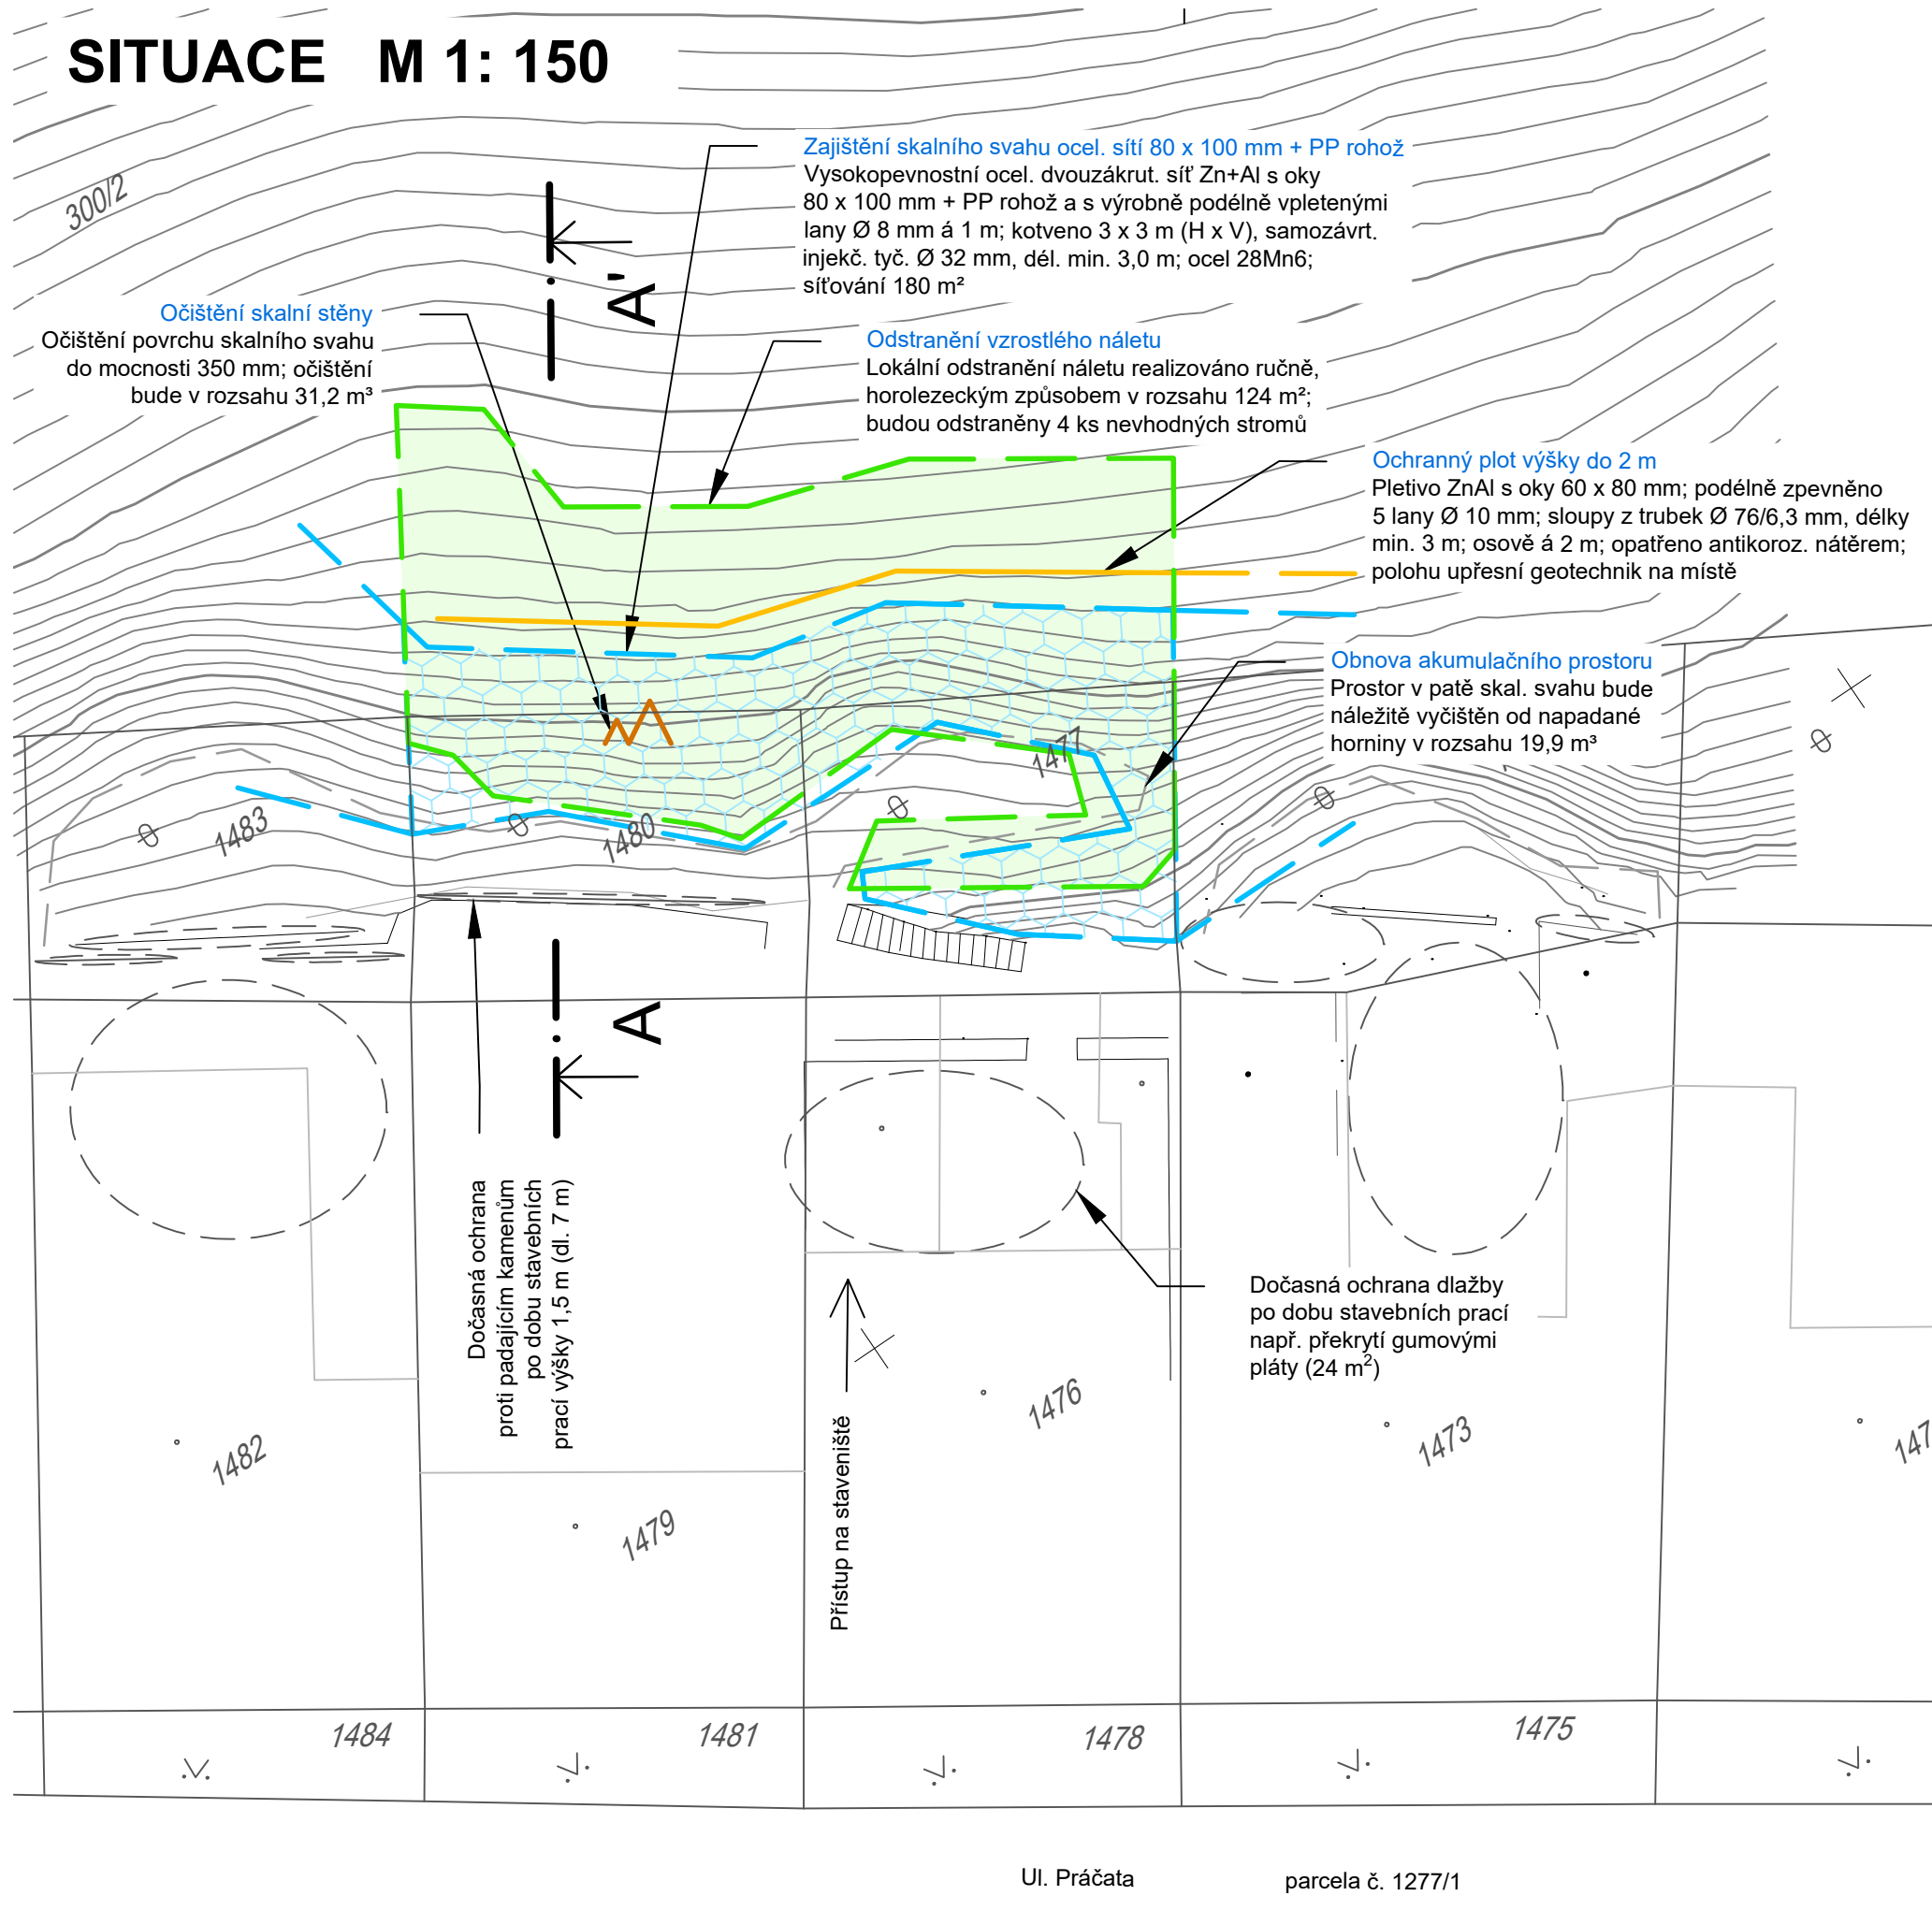 SITUACE M 1: 150
300/2
Zajištění skalního svahu ocel. sítí 80 x 100 mm + PP rohož
Vysokopevnostní ocel. dvouzákrut. síť Zn+Al s oky
80 x 100 mm + PP rohož a s výrobně podélně vpletenými
lany Ø 8 mm á 1 m; kotveno 3 x 3 m (H x V), samozávrt.
injekč. tyč. Ø 32 mm, dél. min. 3,0 m; ocel 28Mn6;
síťování 180 m²
A'
Očištění skalní stěny
Očištění povrchu skalního svahu
do mocnosti 350 mm; očištění
bude v rozsahu 31,2 m³
Odstranění vzrostlého náletu
Lokální odstranění náletu realizováno ručně,
horolezeckým způsobem v rozsahu 124 m²;
budou odstraněny 4 ks nevhodných stromů
Ochranný plot výšky do 2 m
Pletivo ZnAl s oky 60 x 80 mm; podélně zpevněno
5 lany Ø 10 mm; sloupy z trubek Ø 76/6,3 mm, délky
min. 3 m; osově á 2 m; opatřeno antikoroz. nátěrem;
polohu upřesní geotechnik na místě
Obnova akumulačního prostoru
Prostor v patě skal. svahu bude
náležitě vyčištěn od napadané
horniny v rozsahu 19,9 m³
1477
1483
1480
A
Dočasná ochrana
proti padajícím kamenům
po dobu stavebních
prací výšky 1,5 m (dl. 7 m)
Dočasná ochrana dlažby
po dobu stavebních prací
např. překrytí gumovými
pláty (24 m²)
Přístup na staveniště
1482
1479
1476
1473
147
1484
1481
1478
1475
Ul. Práčata
parcela č. 1277/1